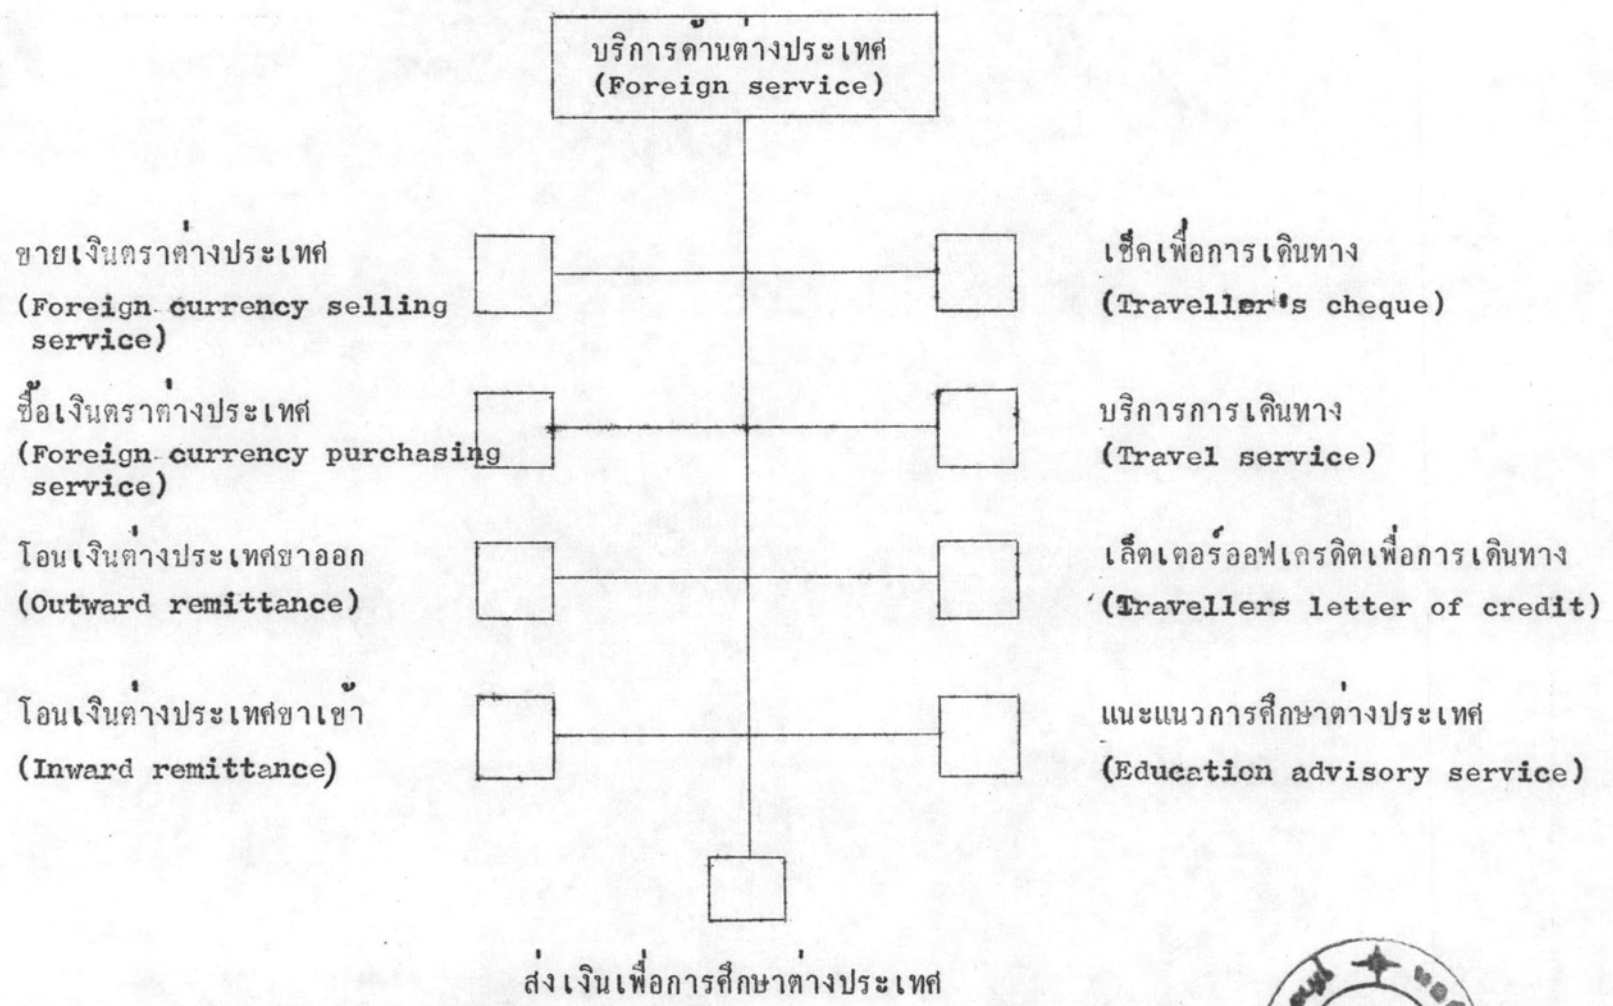 บริการด้านต่างประเทศ
(Foreign service)
ขายเงินตราต่างประเทศ
(Foreign currency selling
service)
ซื้อเงินตราต่างประเทศ
(Foreign currency purchasing
service)
โอนเงินต่างประเทศขาออก
(Outward remittance)
โอนเงินต่างประเทศขาเข้า
(Inward remittance)
เช็คเพื่อการเดินทาง
(Traveller's cheque)
บริการการเดินทาง
(Travel service)
เล็ตเตอร์ออฟเครดิตเพื่อการเดินทาง
(Travellers letter of credit)
แนะแนวการศึกษาต่างประเทศ
(Education advisory service)
ส่งเงินเพื่อการศึกษาต่างประเทศ